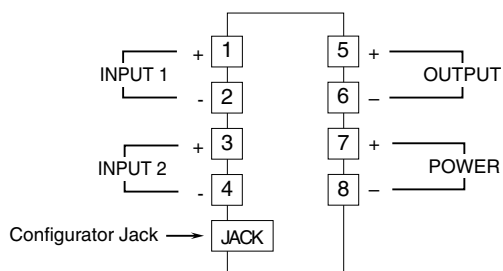 + 1
INPUT 1
- 2
+ 3
INPUT 2
- 4
Configurator Jack JACK
5 +
OUTPUT
6 –
7 +
POWER
8 –